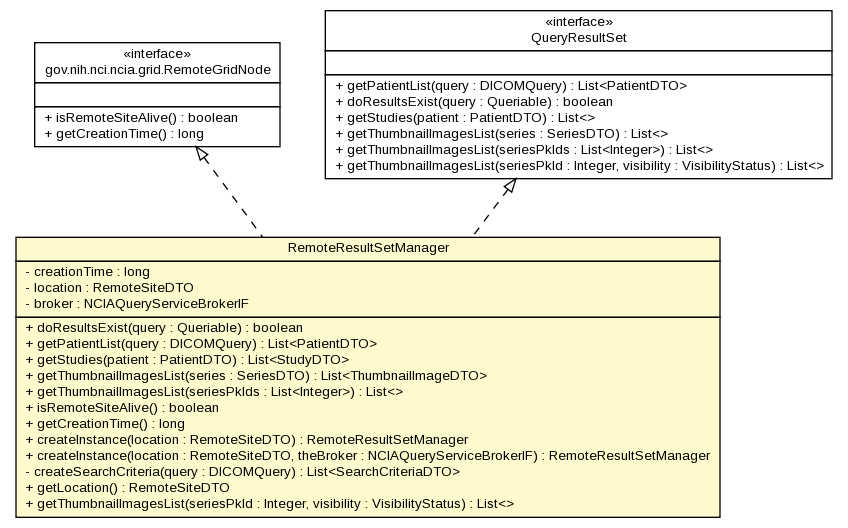 «interface»
gov.nih.nci.ncia.grid.RemoteGridNode
+ isRemoteSiteAlive() : boolean
+ getCreationTime() : long
«interface»
QueryResultSet
+ getPatientList(query : DICOMQuery) : List<PatientDTO>
+ doResultsExist(query : Queriable) : boolean
+ getStudies(patient : PatientDTO) : List<>
+ getThumbnailImagesList(series : SeriesDTO) : List<>
+ getThumbnailImagesList(seriesPkIds : List<Integer>) : List<>
+ getThumbnailImagesList(seriesPkId : Integer, visibility : VisibilityStatus) : List<>
RemoteResultSetManager
- creationTime : long
- location : RemoteSiteDTO
- broker : NCIAQueryServiceBrokerIF
+ doResultsExist(query : Queriable) : boolean
+ getPatientList(query : DICOMQuery) : List<PatientDTO>
+ getStudies(patient : PatientDTO) : List<StudyDTO>
+ getThumbnailImagesList(series : SeriesDTO) : List<ThumbnailImageDTO>
+ getThumbnailImagesList(seriesPkIds : List<Integer>) : List<>
+ isRemoteSiteAlive() : boolean
+ getCreationTime() : long
+ createInstance(location : RemoteSiteDTO) : RemoteResultSetManager
+ createInstance(location : RemoteSiteDTO, theBroker : NCIAQueryServiceBrokerIF) : RemoteResultSetManager
- createSearchCriteria(query : DICOMQuery) : List<SearchCriteriaDTO>
+ getLocation() : RemoteSiteDTO
+ getThumbnailImagesList(seriesPkId : Integer, visibility : VisibilityStatus) : List<>